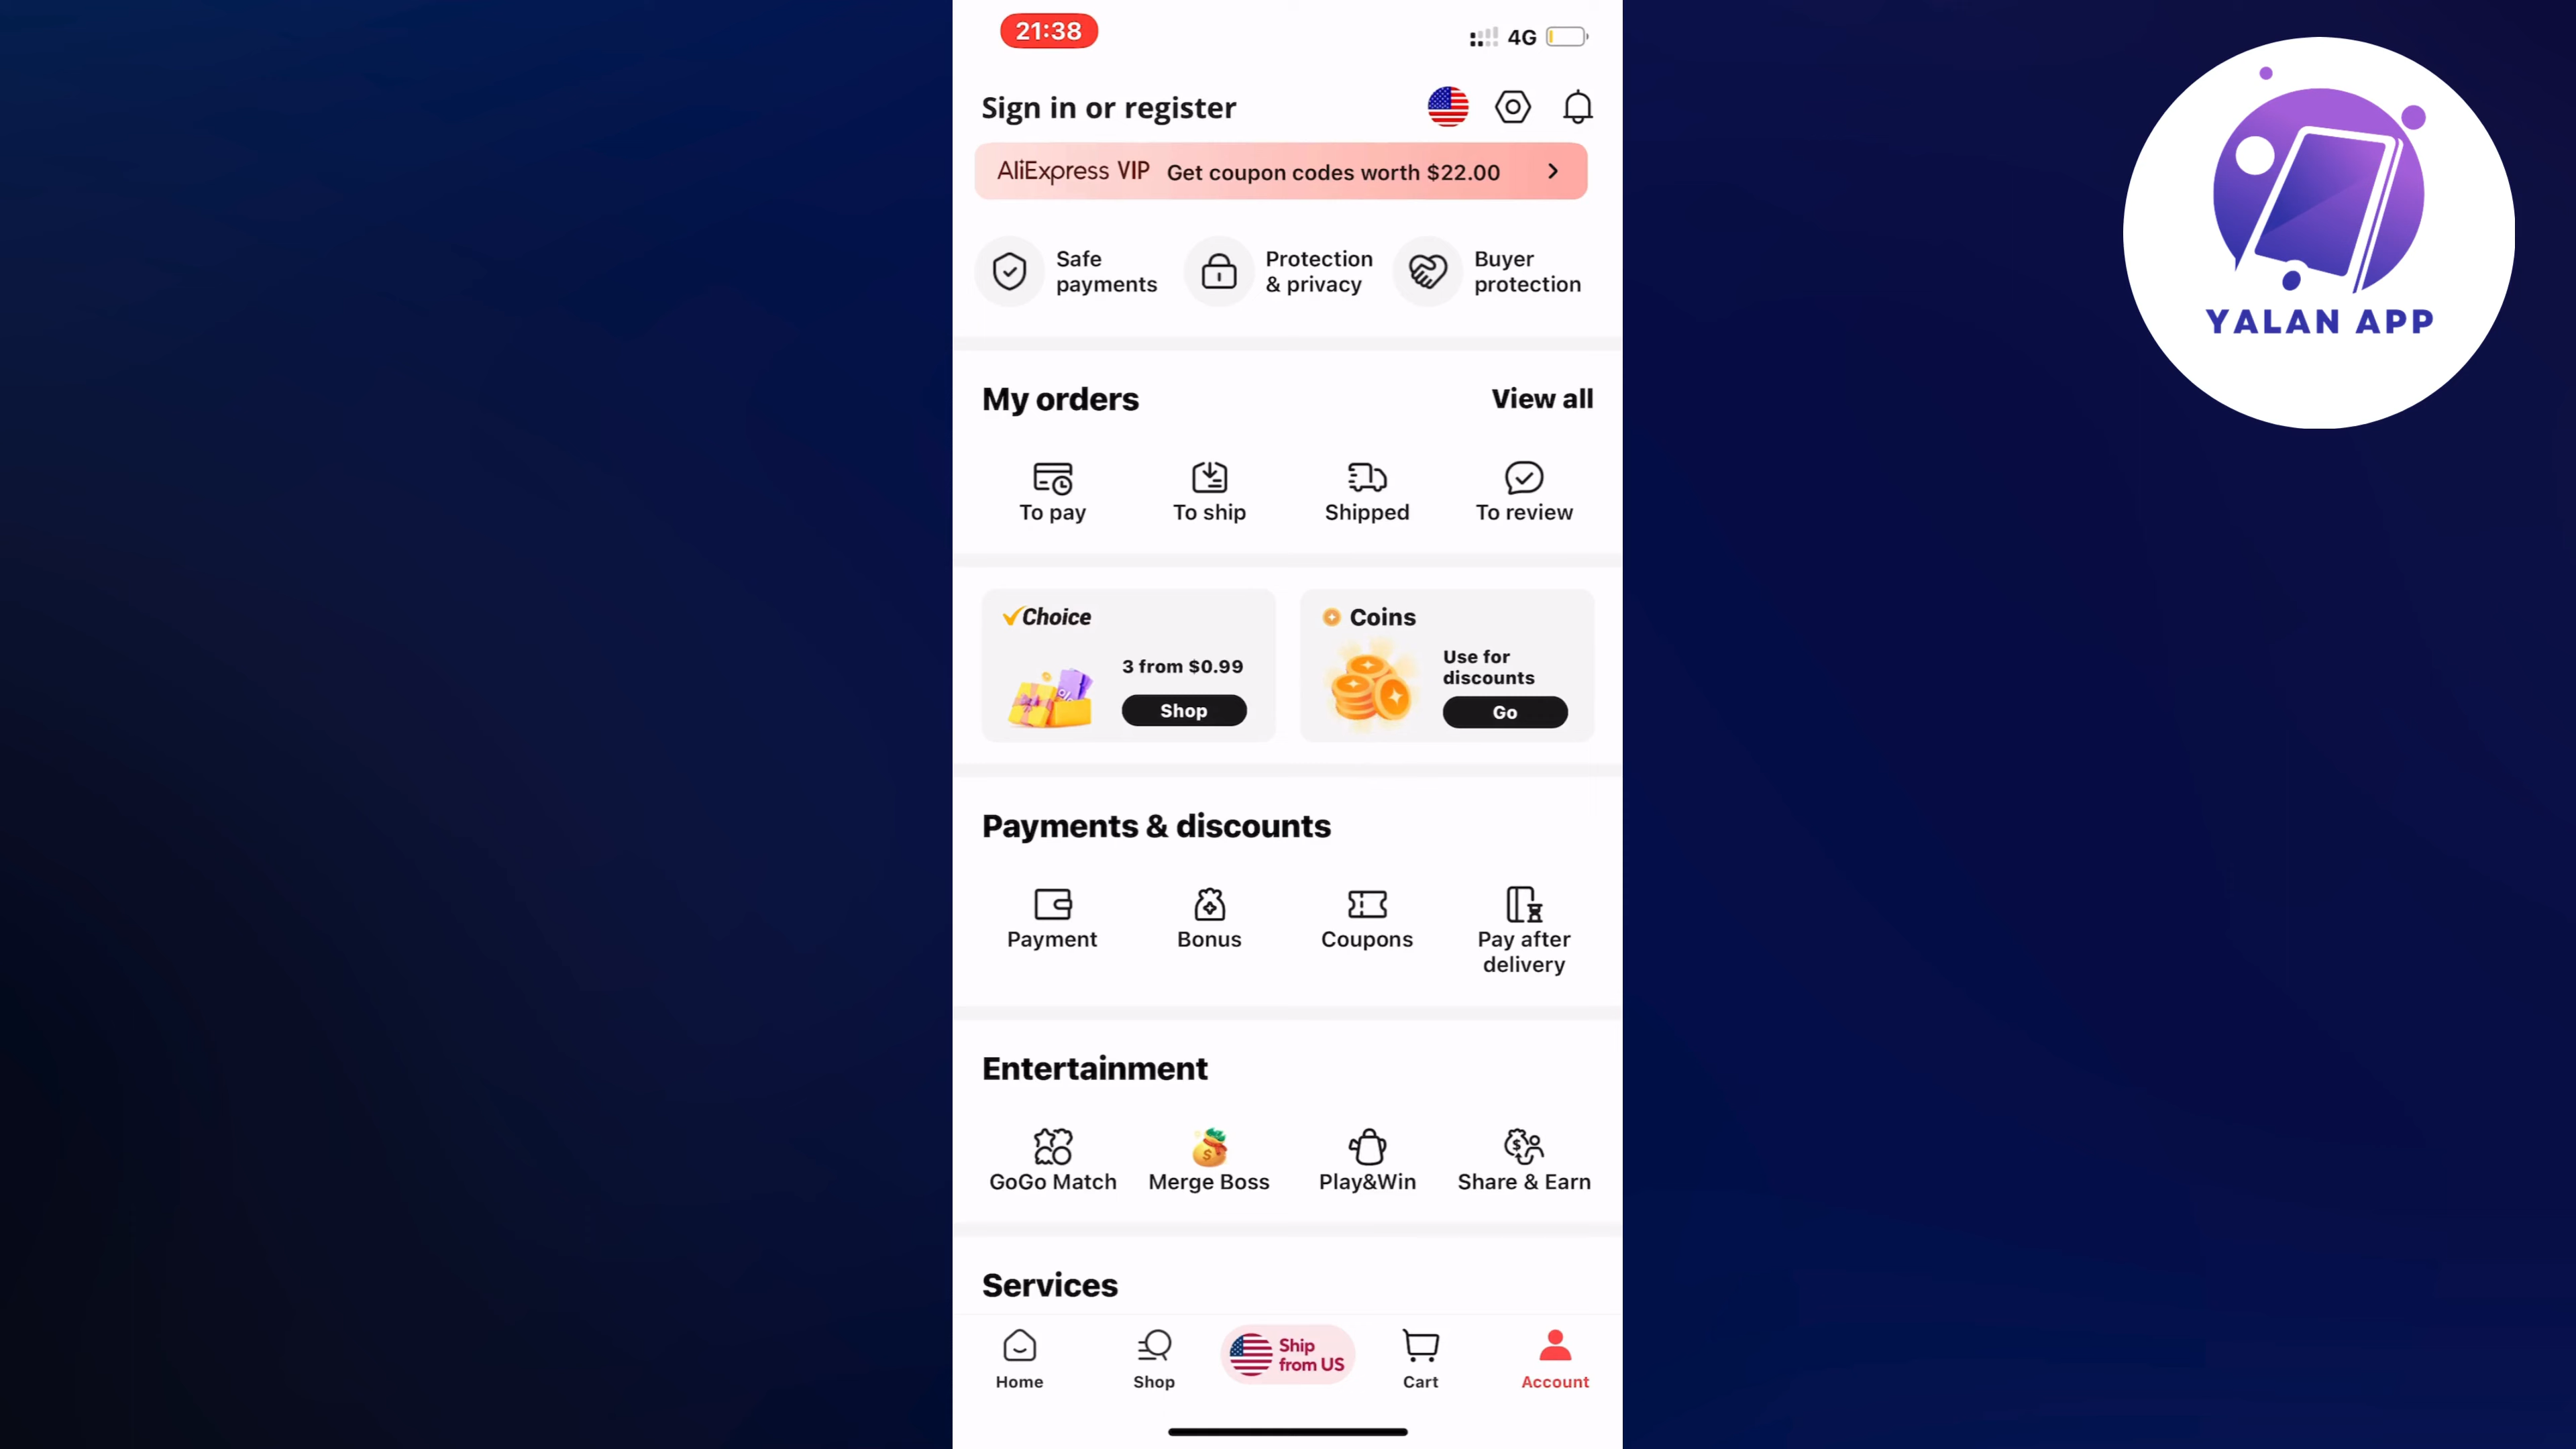 21:38
4G
Sign in or register
AliExpress VIP Get coupon codes worth $22.00
Safe
payments
Protection
& privacy
Buyer
protection
YALAN APP
My orders
View all
To pay
To ship
Shipped
To review
Choice
3 from $0.99
Shop
Coins
Use for
discounts
Go
Payments & discounts
Payment
Bonus
Coupons
Pay after
delivery
Entertainment
GoGo Match
Merge Boss
Play&Win
Share & Earn
Services
Home
Shop
Ship
from US
Cart
Account